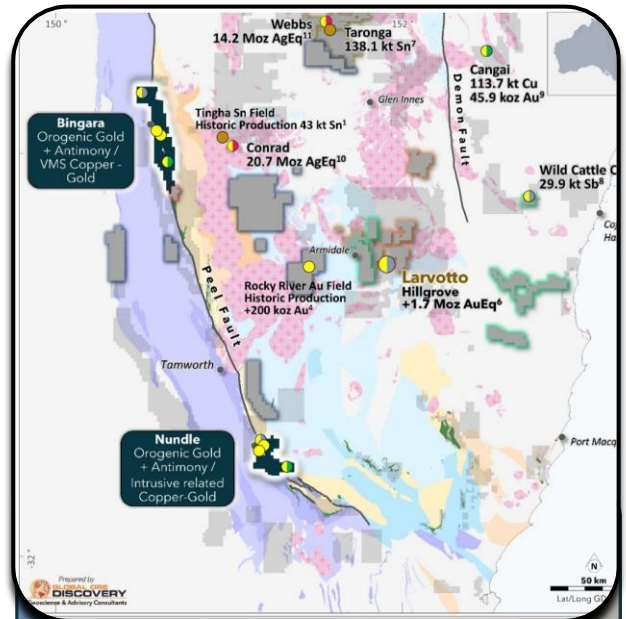 150
152
Webbs
14.2 Moz AgEq11
Taronga
138.1 kt Sn7
Cangai
113.7 kt Cu
45.9 koz Au9
Demon Fault
Glen Innes
Bingara
Orogenic Gold
+ Antimony /
VMS Copper -
Gold
Tingha Sn Field
Historic Production 43 kt Sn1
Conrad
20.7 Moz AgEq10
Wild Cattle C
29.9 kt Sb8
Armidale
Larvotto
Hillgrove
+1.7 Moz AuEq6
Rocky River Au Field
Historic Production
+200 koz Au4
Peel Fault
Tamworth
Nundle
Orogenic Gold
+ Antimony /
Intrusive related
Copper-Gold
Port Macq
-32°
Prepared by
GLOBAL ORE
DISCOVERY
Geoscience & Advisory Consultants
N
50 km
Lat/Long GD